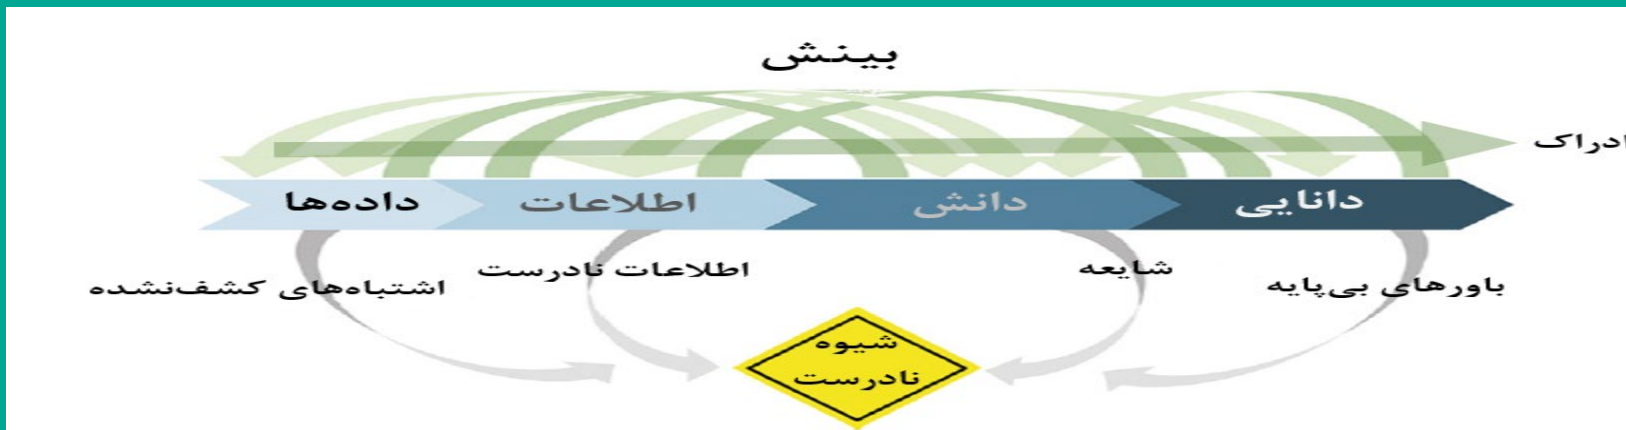 بینش
ادراک
داده‌ها
اطلاعات
دانش
دانایی
اشتباه‌های کشف‌نشده
اطلاعات نادرست
شایعه
باورهای بی‌پایه
شیوه
نادرست